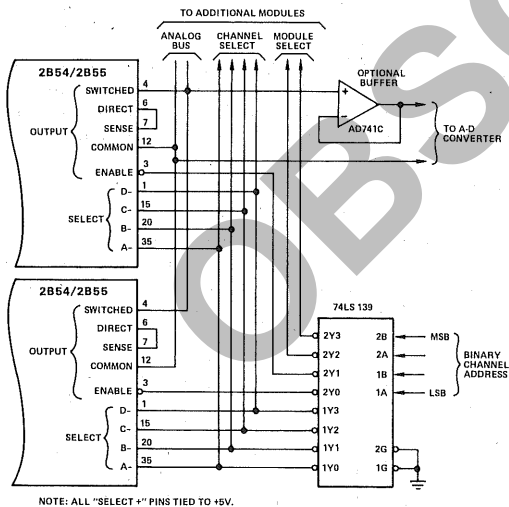 TO ADDITIONAL MODULES
ANALOG BUS
CHANNEL SELECT
MODULE SELECT
2B54/2B55
OUTPUT
SWITCHED 4
DIRECT 6
SENSE 7
COMMON 12
ENABLE 3
SELECT
D- 1
C- 15
B- 20
A- 35
OPTIONAL BUFFER
+
−
AD741C
TO A-D CONVERTER
2B54/2B55
OUTPUT
SWITCHED 4
DIRECT 6
SENSE 7
COMMON 12
ENABLE 3
SELECT
D- 1
C- 15
B- 20
A- 35
74LS 139
2Y3 2B MSB
2Y2 2A
2Y1 1B
2Y0 1A LSB
1Y3
1Y2
1Y1 2G
1Y0 1G
BINARY CHANNEL ADDRESS
NOTE: ALL "SELECT +" PINS TIED TO +5V.
OBSO